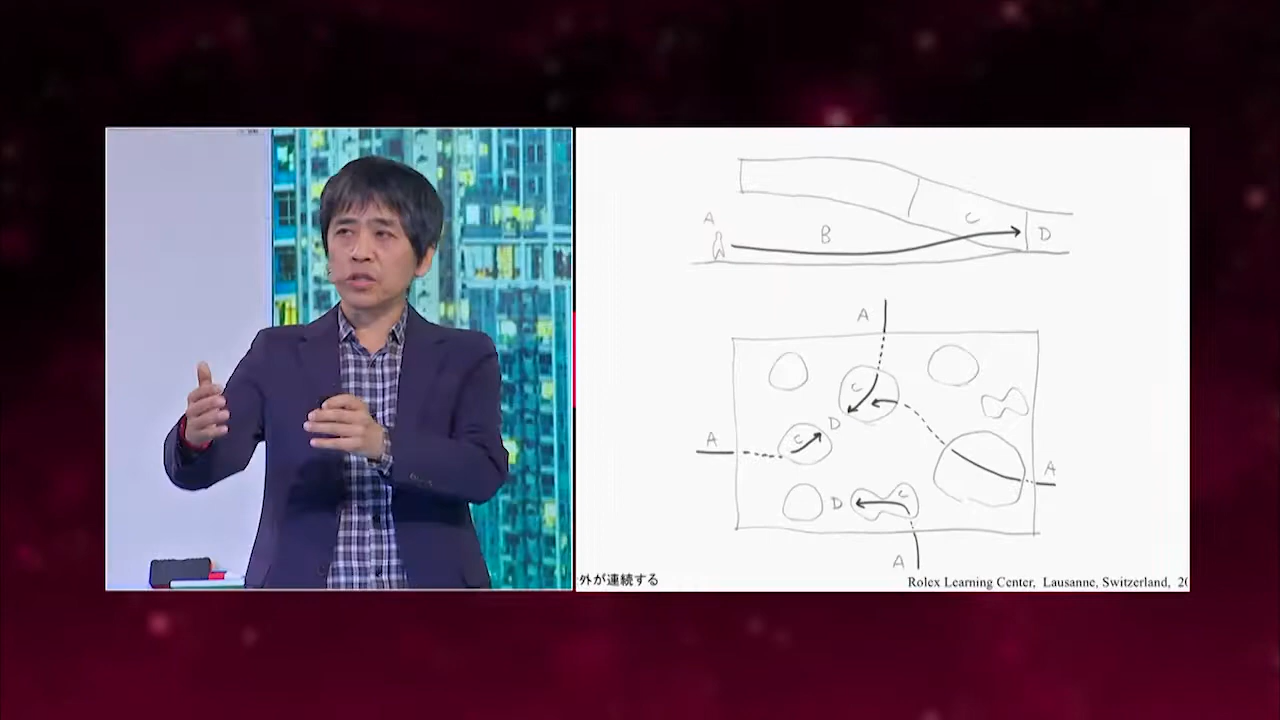 A
B
C
D
A
C
D
A
C
A
D
C
A
外が連続する
Rolex Learning Center, Lausanne, Switzerland, 20